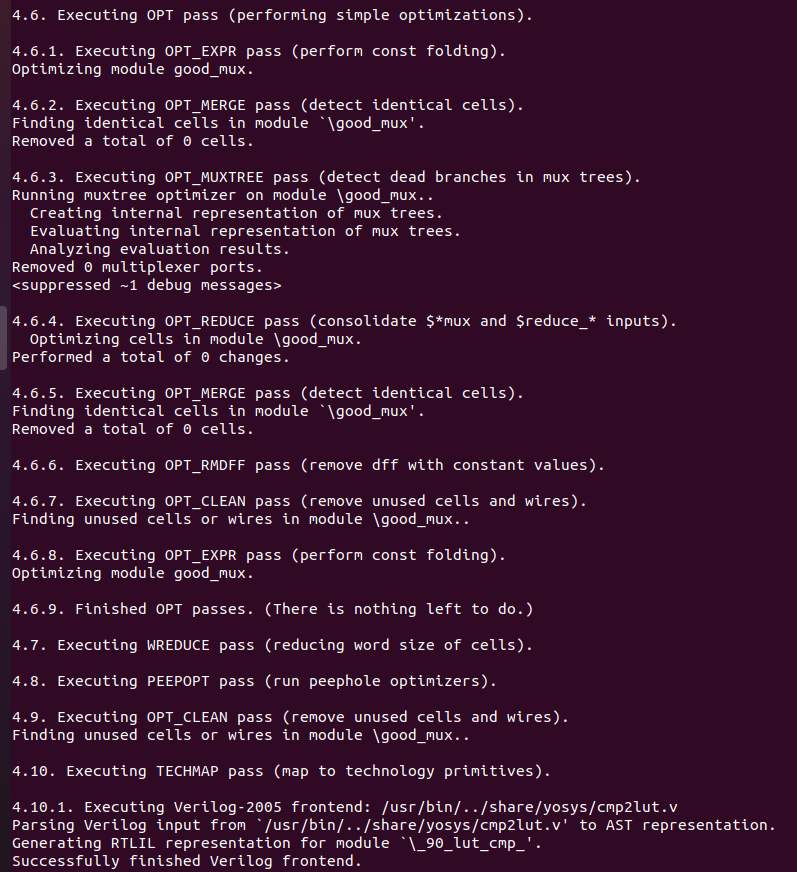 4.6. Executing OPT pass (performing simple optimizations).
4.6.1. Executing OPT_EXPR pass (perform const folding).
Optimizing module good_mux.
4.6.2. Executing OPT_MERGE pass (detect identical cells).
Finding identical cells in module `\good_mux'.
Removed a total of 0 cells.
4.6.3. Executing OPT_MUXTREE pass (detect dead branches in mux trees).
Running muxtree optimizer on module \good_mux..
  Creating internal representation of mux trees.
  Evaluating internal representation of mux trees.
  Analyzing evaluation results.
Removed 0 multiplexer ports.
<suppressed ~1 debug messages>
4.6.4. Executing OPT_REDUCE pass (consolidate $*mux and $reduce_* inputs).
  Optimizing cells in module \good_mux.
Performed a total of 0 changes.
4.6.5. Executing OPT_MERGE pass (detect identical cells).
Finding identical cells in module `\good_mux'.
Removed a total of 0 cells.
4.6.6. Executing OPT_RMDFF pass (remove dff with constant values).
4.6.7. Executing OPT_CLEAN pass (remove unused cells and wires).
Finding unused cells or wires in module \good_mux..
4.6.8. Executing OPT_EXPR pass (perform const folding).
Optimizing module good_mux.
4.6.9. Finished OPT passes. (There is nothing left to do.)
4.7. Executing WREDUCE pass (reducing word size of cells).
4.8. Executing PEEPOPT pass (run peephole optimizers).
4.9. Executing OPT_CLEAN pass (remove unused cells and wires).
Finding unused cells or wires in module \good_mux..
4.10. Executing TECHMAP pass (map to technology primitives).
4.10.1. Executing Verilog-2005 frontend: /usr/bin/../share/yosys/cmp2lut.v
Parsing Verilog input from `/usr/bin/../share/yosys/cmp2lut.v' to AST representation.
Generating RTLIL representation for module `\_90_lut_cmp_'.
Successfully finished Verilog frontend.